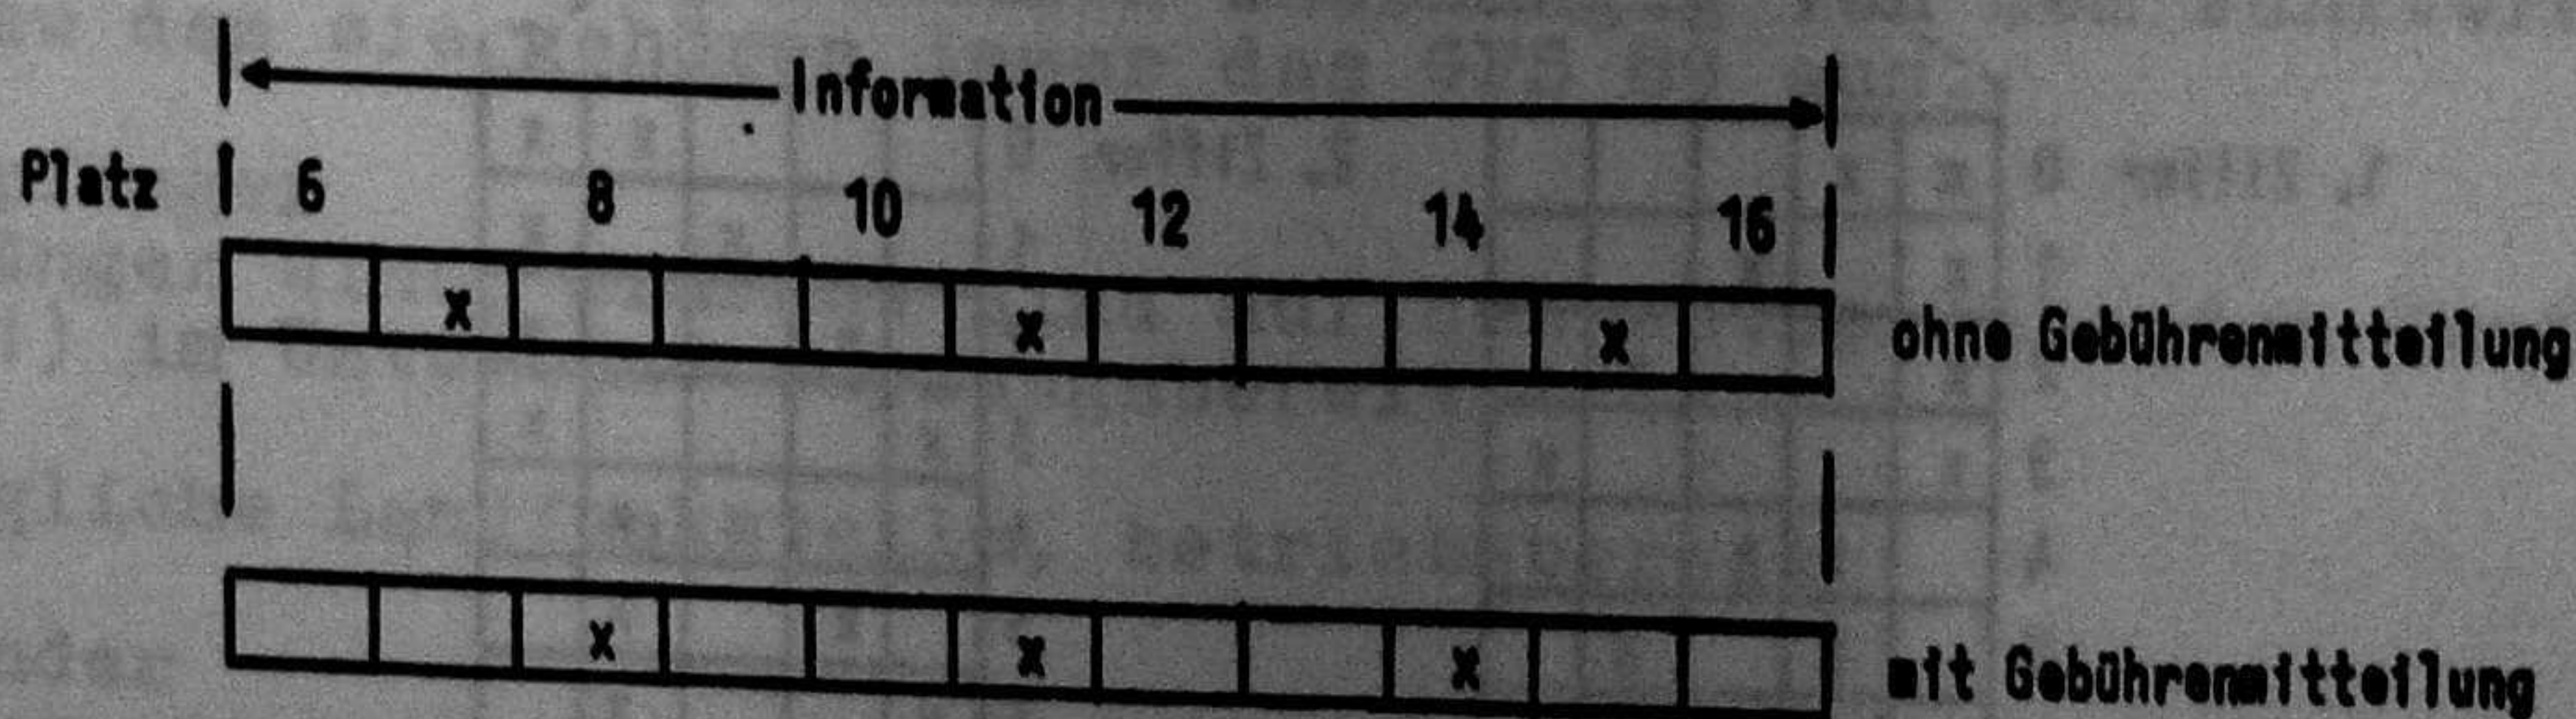 Information
Platz 6 8 10 12 14 16
x x x ohne Gebührenmitteilung
x x x mit Gebührenmitteilung